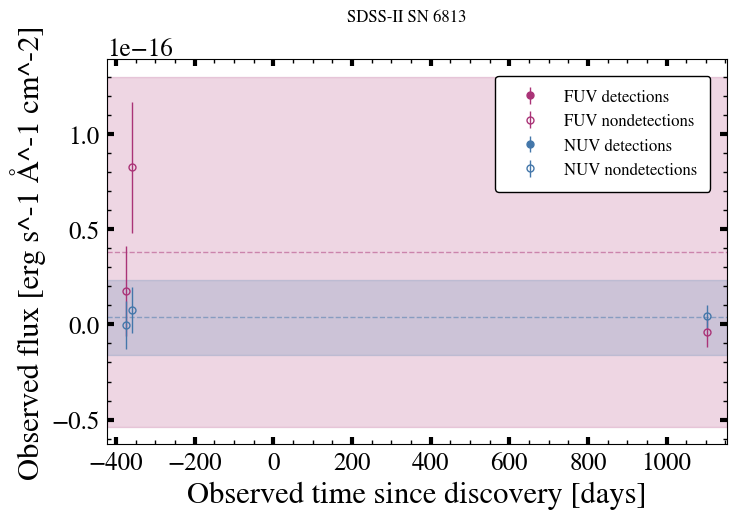 SDSS-II SN 6813
1e−16
Observed flux [erg s^-1 Å^-1 cm^-2]
1.0
0.5
0.0
−0.5
FUV detections
FUV nondetections
NUV detections
NUV nondetections
−400 −200 0 200 400 600 800 1000
Observed time since discovery [days]